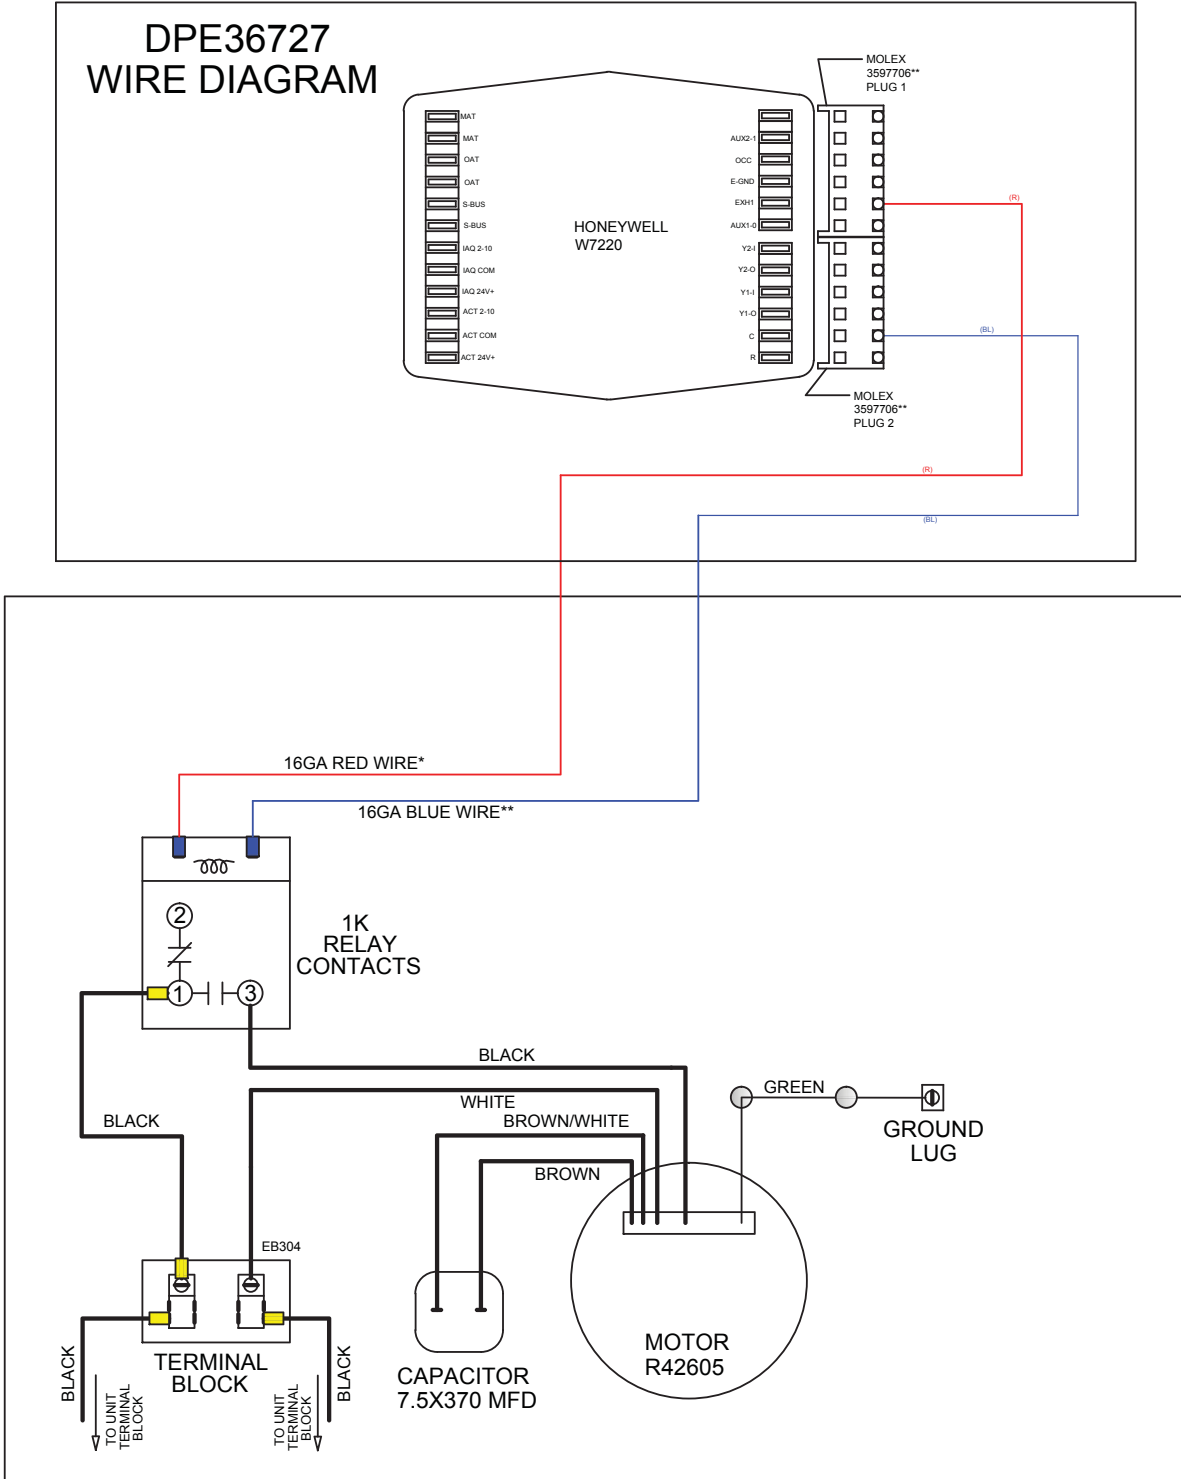 DPE36727
WIRE DIAGRAM
MOLEX
3597706**
PLUG 1
MAT
MAT
OAT
OAT
S-BUS
S-BUS
IAQ 2-10
IAQ COM
IAQ 24V+
ACT 2-10
ACT COM
ACT 24V+
HONEYWELL
W7220
AUX2-1
OCC
E-GND
EXH1
AUX1-0
Y2-I
Y2-O
Y1-I
Y1-O
C
R
(R)
(BL)
MOLEX
3597706**
PLUG 2
(R)
(BL)
16GA RED WIRE*
16GA BLUE WIRE**
2
1
3
1K
RELAY
CONTACTS
BLACK
WHITE
BROWN/WHITE
BROWN
GREEN
GROUND
LUG
BLACK
EB304
TERMINAL
BLOCK
BLACK
TO UNIT
TERMINAL
BLOCK
TO UNIT
TERMINAL
BLOCK
BLACK
CAPACITOR
7.5X370 MFD
MOTOR
R42605